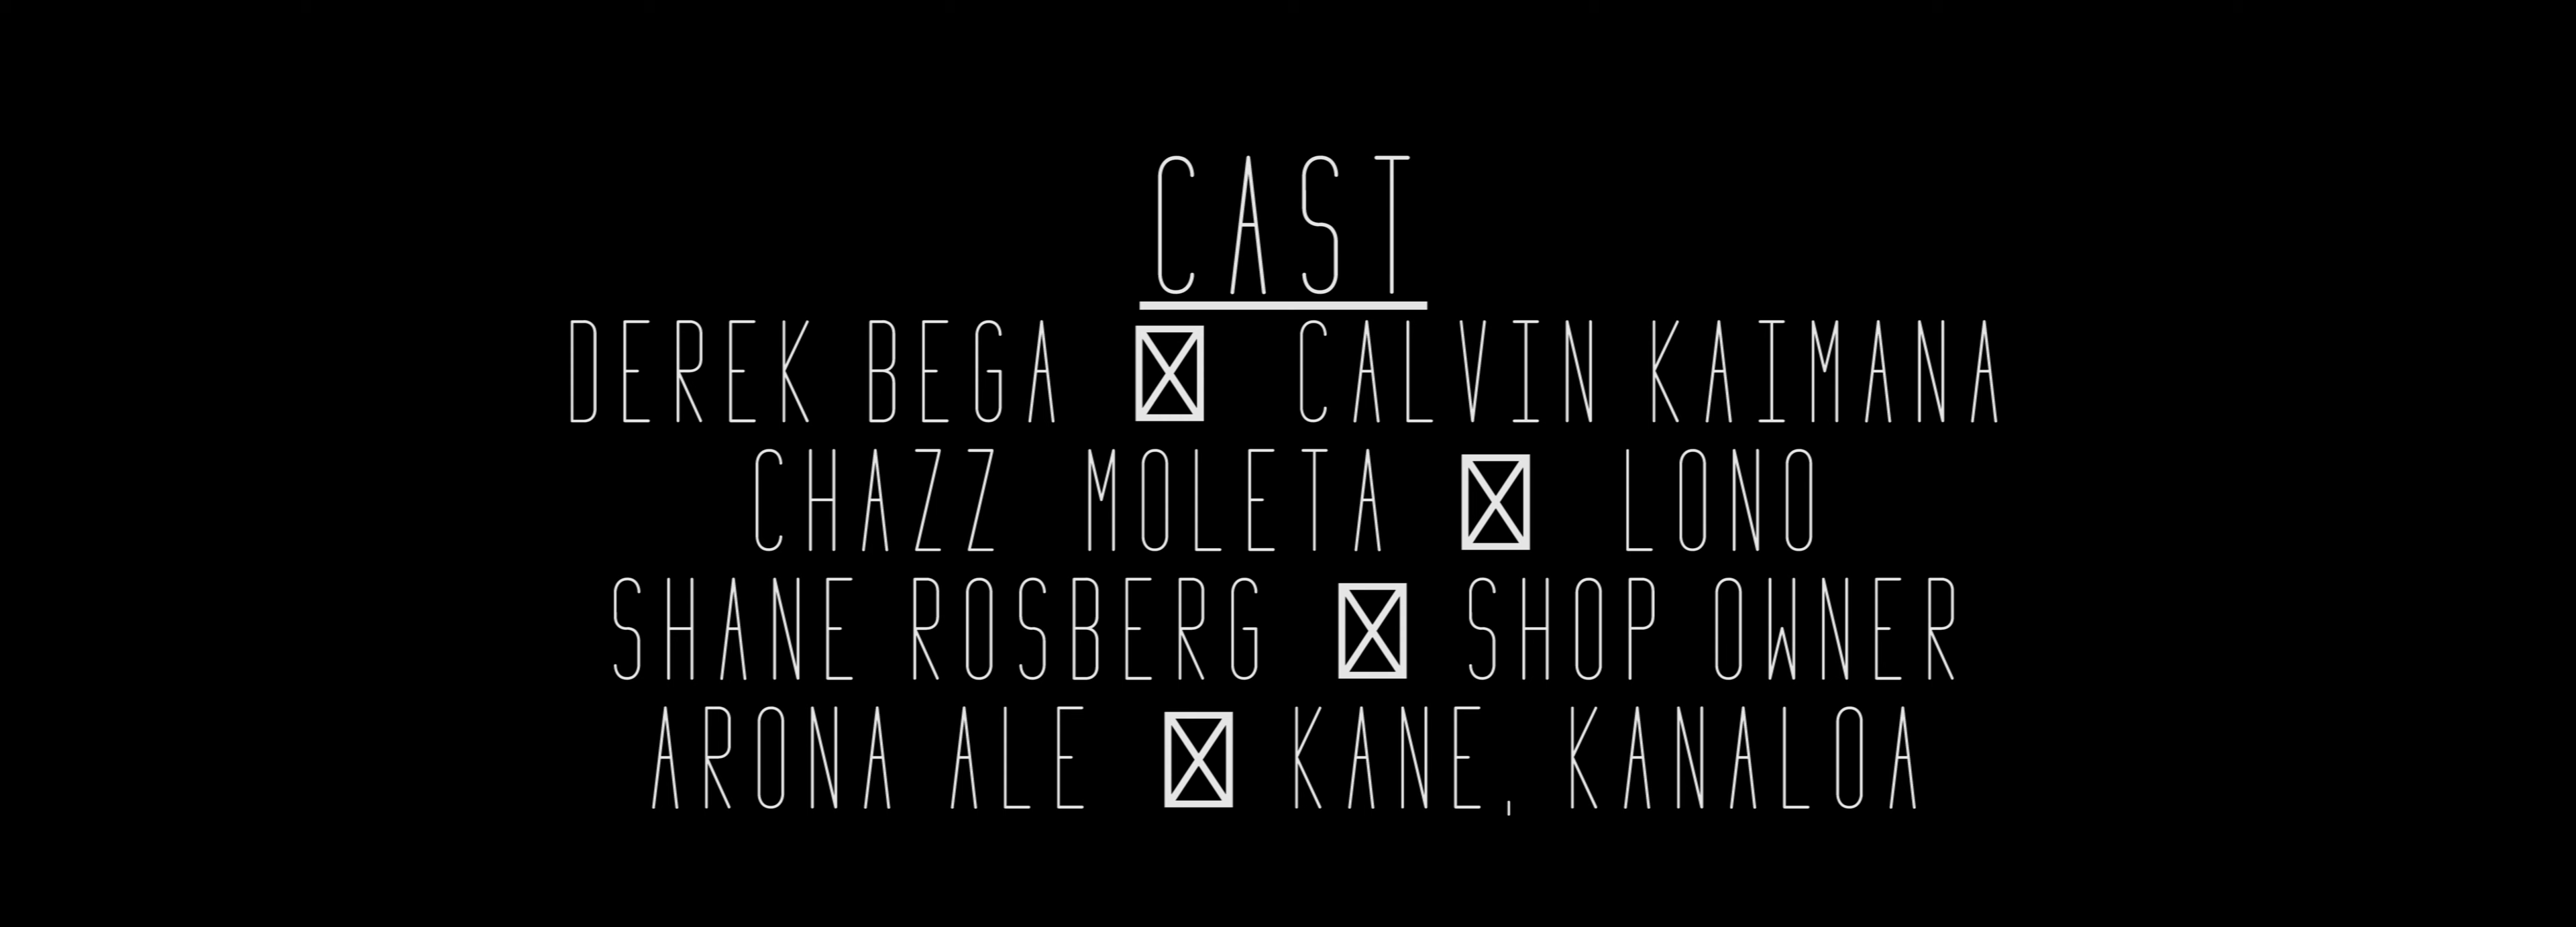 CAST
DEREK BEGA ☒ CALVIN KAIMANA
CHAZZ MOLETA ☒ LONO
SHANE ROSBERG ☒ SHOP OWNER
ARONA ALE ☒ KANE, KANALOA